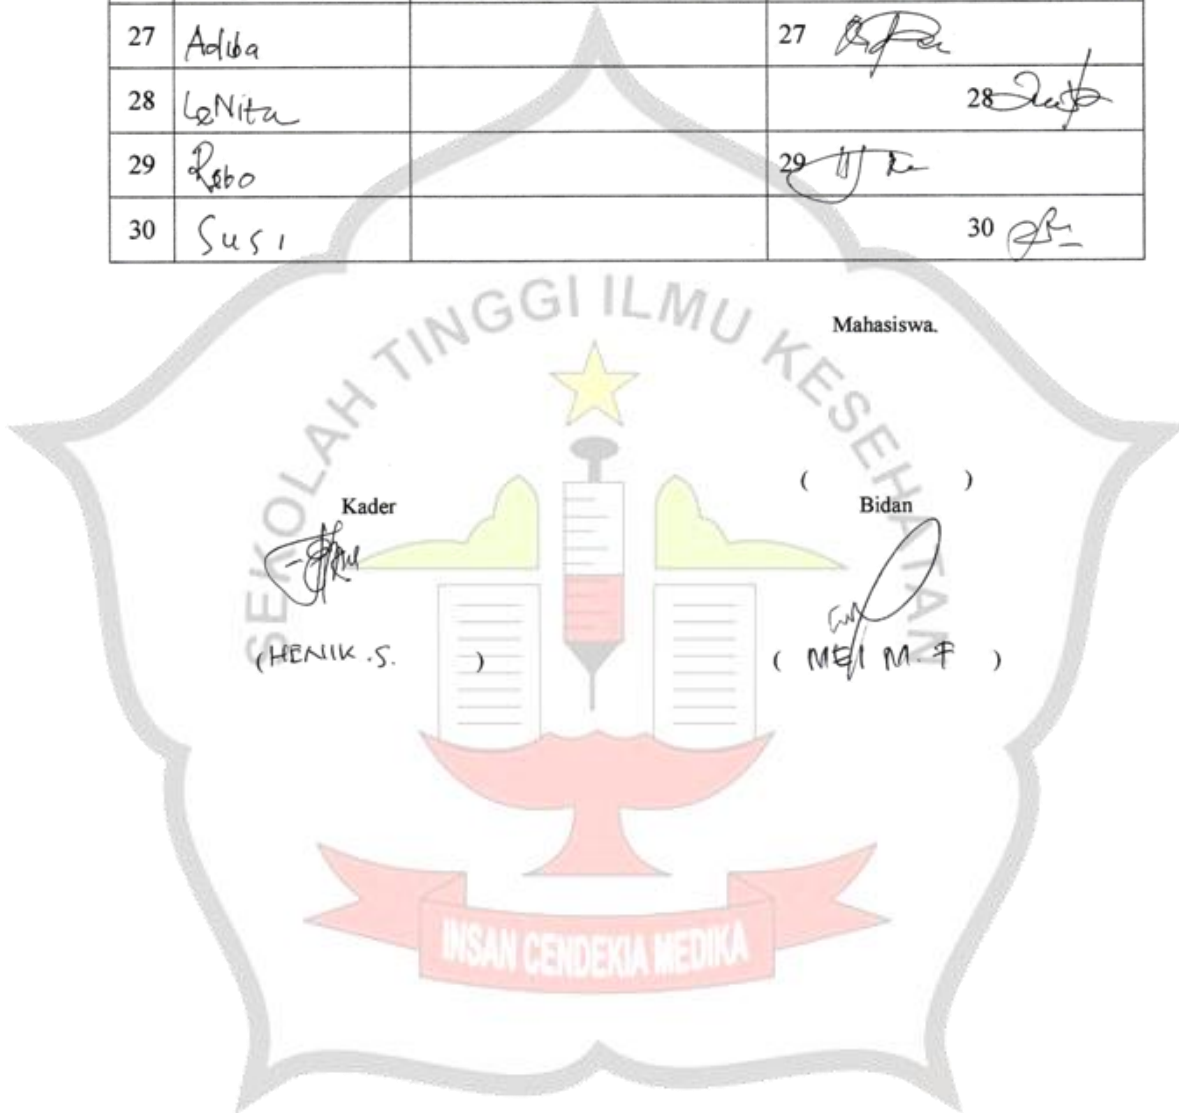 27 Adiba 27
28 LeNita 28
29 Rebo 29
30 Susi 30
SEKOLAH TINGGI ILMU KESEHATAN
Mahasiswa.
( )
Kader Bidan
(HENIK .S. ) ( MEI M. F )
INSAN CENDEKIA MEDIKA